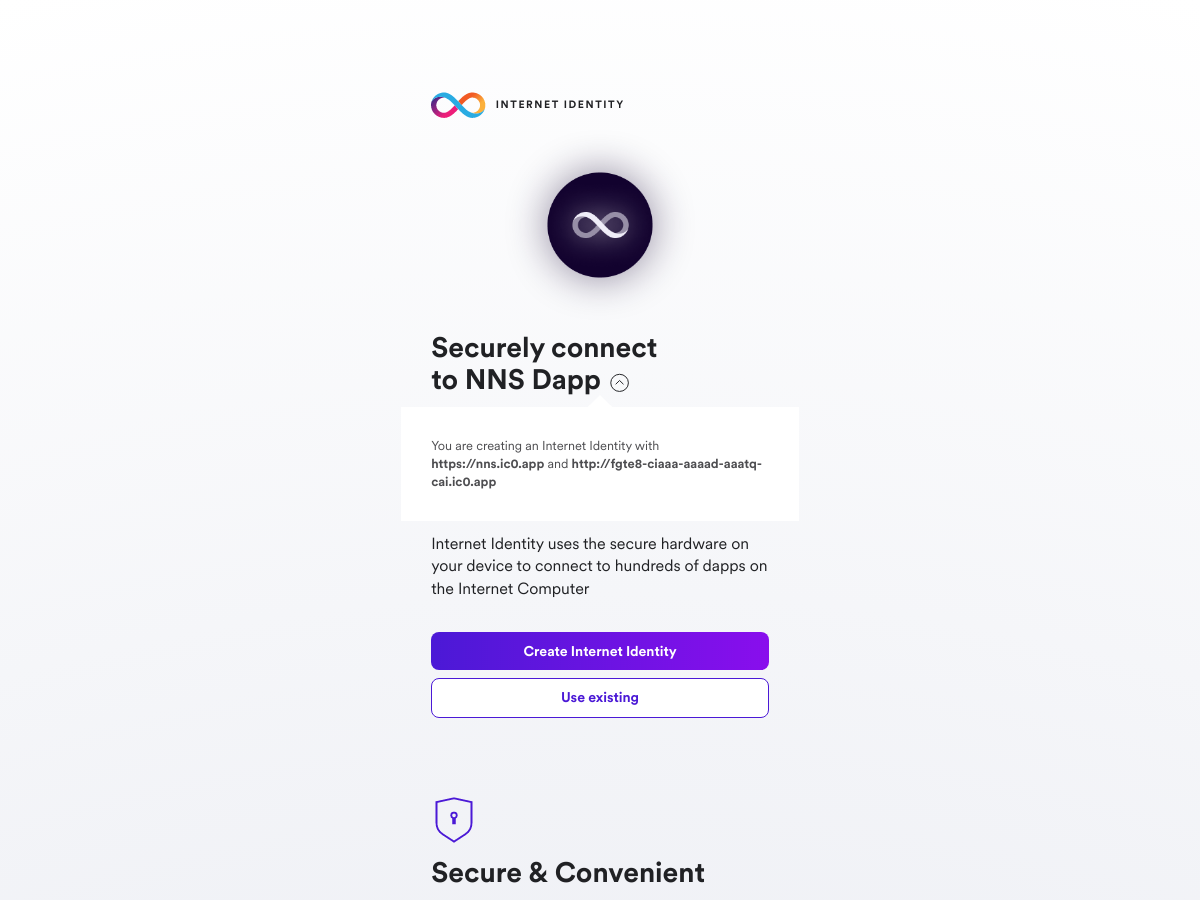 INTERNET IDENTITY
Securely connect
to NNS Dapp
You are creating an Internet Identity with
https://nns.ic0.app and http://fgte8-ciaaa-aaaad-aaatq-
cai.ic0.app
Internet Identity uses the secure hardware on
your device to connect to hundreds of dapps on
the Internet Computer
Create Internet Identity
Use existing
Secure & Convenient